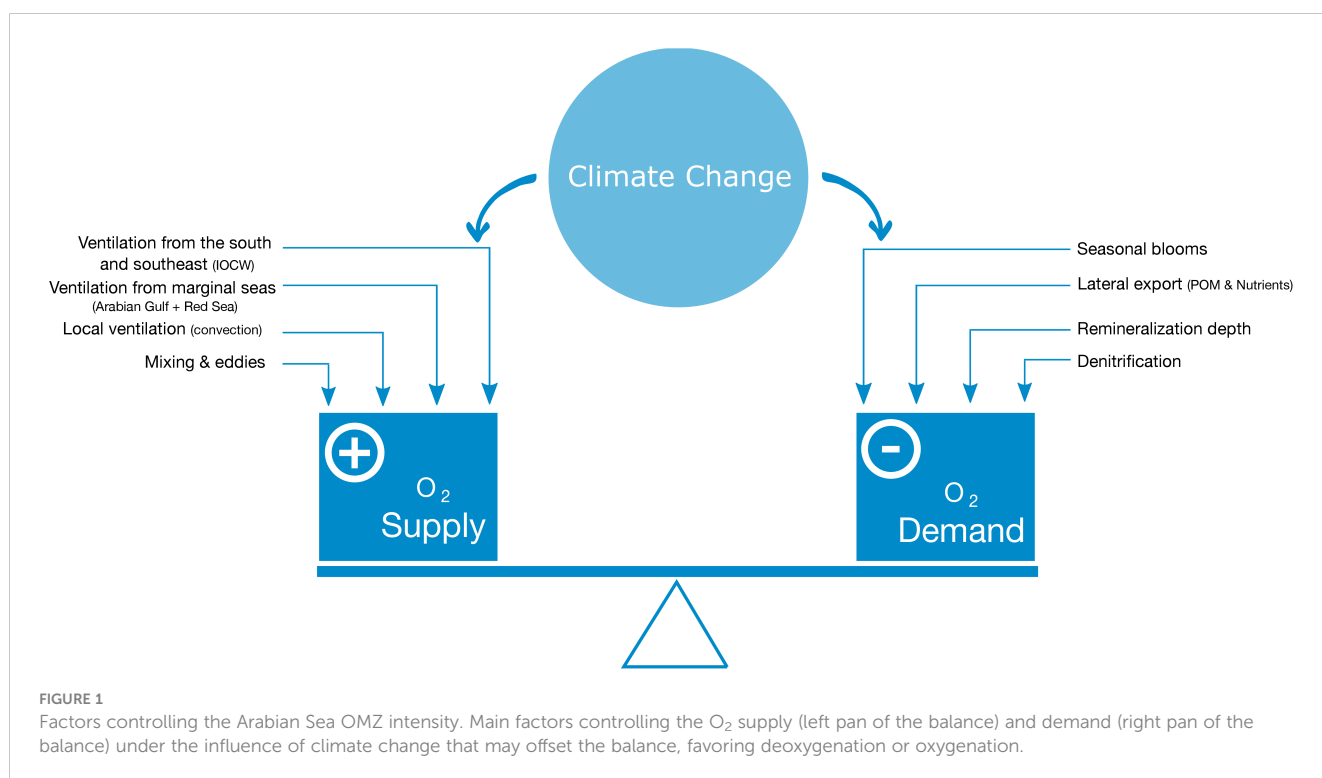 Climate Change
Ventilation from the south
and southeast (IOCW)
Ventilation from marginal seas
(Arabian Gulf + Red Sea)
Local ventilation (convection)
Mixing & eddies
Seasonal blooms
Lateral export (POM & Nutrients)
Remineralization depth
Denitrification
+
O₂
Supply
-
O₂
Demand
FIGURE 1
Factors controlling the Arabian Sea OMZ intensity. Main factors controlling the O₂ supply (left pan of the balance) and demand (right pan of the
balance) under the influence of climate change that may offset the balance, favoring deoxygenation or oxygenation.